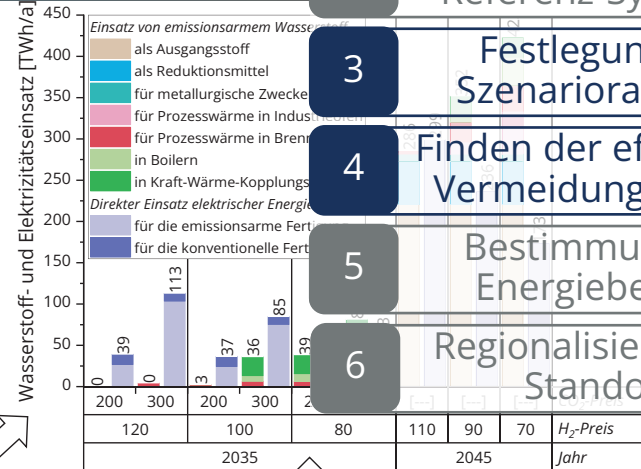 Referenz-Sy
Wasserstoff- und Elektrizitätseinsatz [TWh/a]
450
400
350
300
250
200
150
100
50
0
Einsatz von emissionsarmem Wasserstoff
als Ausgangsstoff
als Reduktionsmittel
für metallurgische Zwecke
für Prozesswärme in Industrieöfen
für Prozesswärme in Brenn
in Boilern
in Kraft-Wärme-Kopplungs
Direkter Einsatz elektrischer Energie
für die emissionsarme Fert
für die konventionelle Fert
3
Festlegun
Szenariora
4
Finden der ef
Vermeidung
5
Bestimmu
Energiebe
6
Regionalisie
Stando
0
39
0
113
3
37
36
85
39
200
300
200
300
[---]
[---]
[---]
CO2-Preis
120
100
80
110
90
70
H2-Preis
2035
2045
Jahr